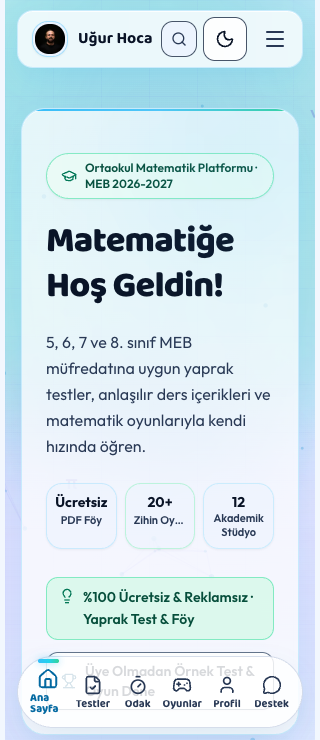 Uğur Hoca
Ortaokul Matematik Platformu ·
MEB 2026-2027
Matematiğe
Hoş Geldin!
5, 6, 7 ve 8. sınıf MEB
müfredatına uygun yaprak
testler, anlaşılır ders içerikleri ve
matematik oyunlarıyla kendi
hızında öğren.
Ücretsiz
PDF Föy
20+
Zihin Oy...
12
Akademik
Stüdyo
%100 Ücretsiz & Reklamsız ·
Yaprak Test & Föy
Üye Olmadan Örnek Test &
Oyun Dene
Ana
Sayfa
Testler
Odak
Oyunlar
Profil
Destek